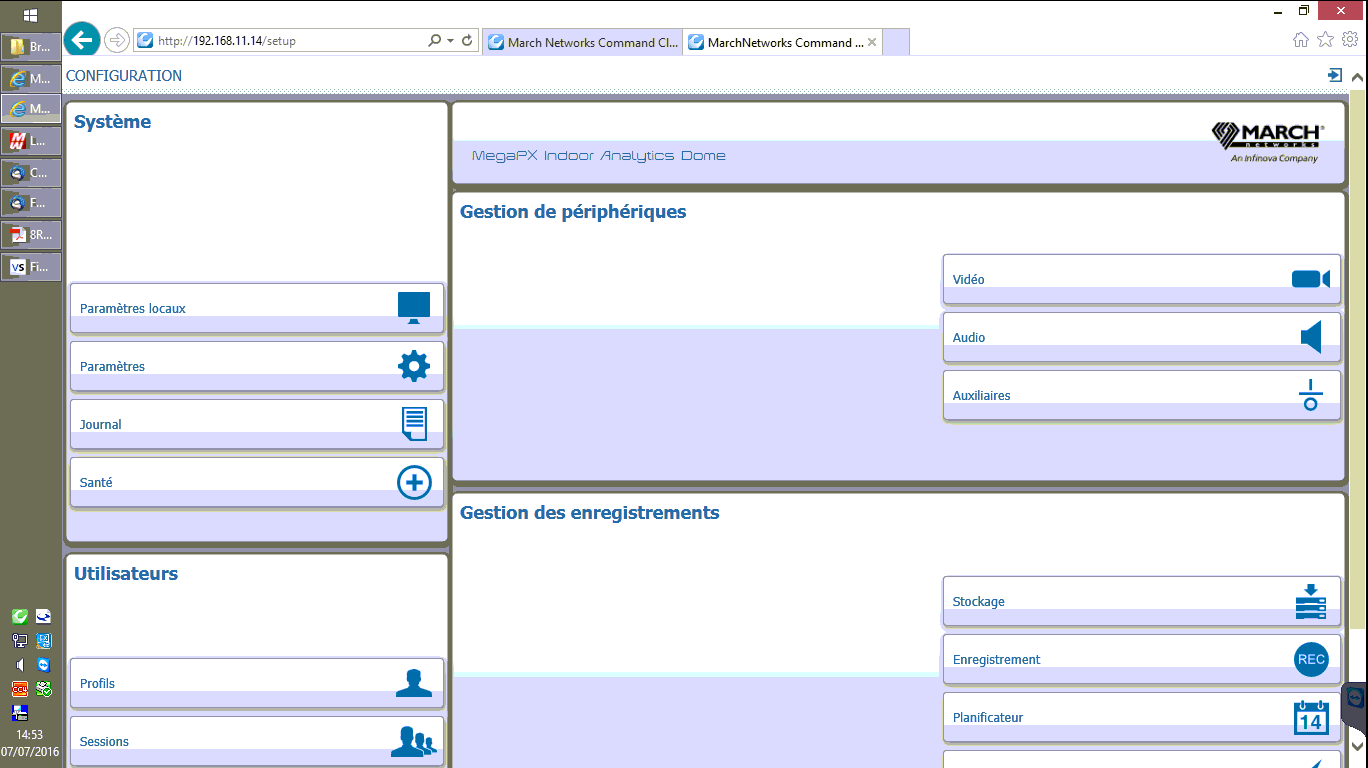 Br...
M...
M...
L...
C...
F...
8R...
Fi...
14:53
07/07/2016
http://192.168.11.14/setup
March Networks Command Cl...
MarchNetworks Command ...
CONFIGURATION
Système
Paramètres locaux
Paramètres
Journal
Santé
Utilisateurs
Profils
Sessions
MegaPX Indoor Analytics Dome
MARCH
networks
An Infinova Company
Gestion de périphériques
Vidéo
Audio
Auxiliaires
Gestion des enregistrements
Stockage
Enregistrement
REC
Planificateur
14